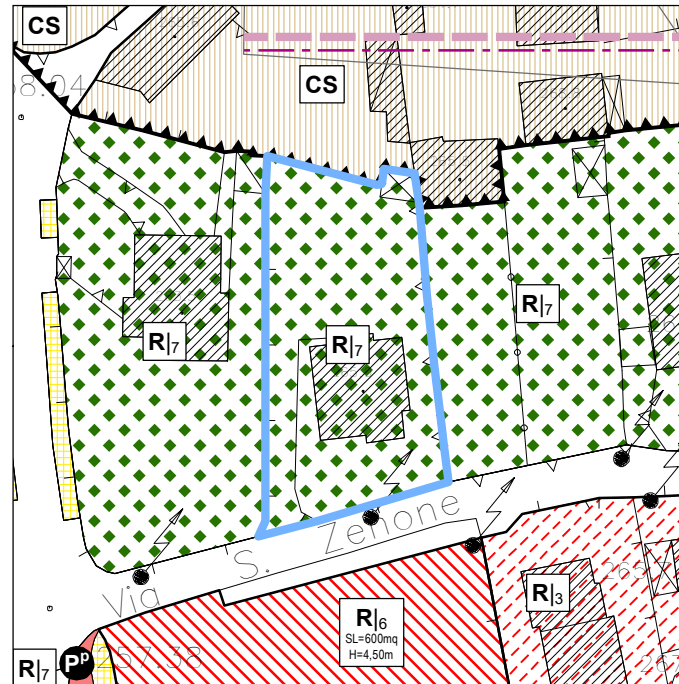 CS
CS
R|7
R|7
R|7
Via S. Zenone
R|6
SL=600mq
H=4,50m
R|3
R|7
Pp
257.38